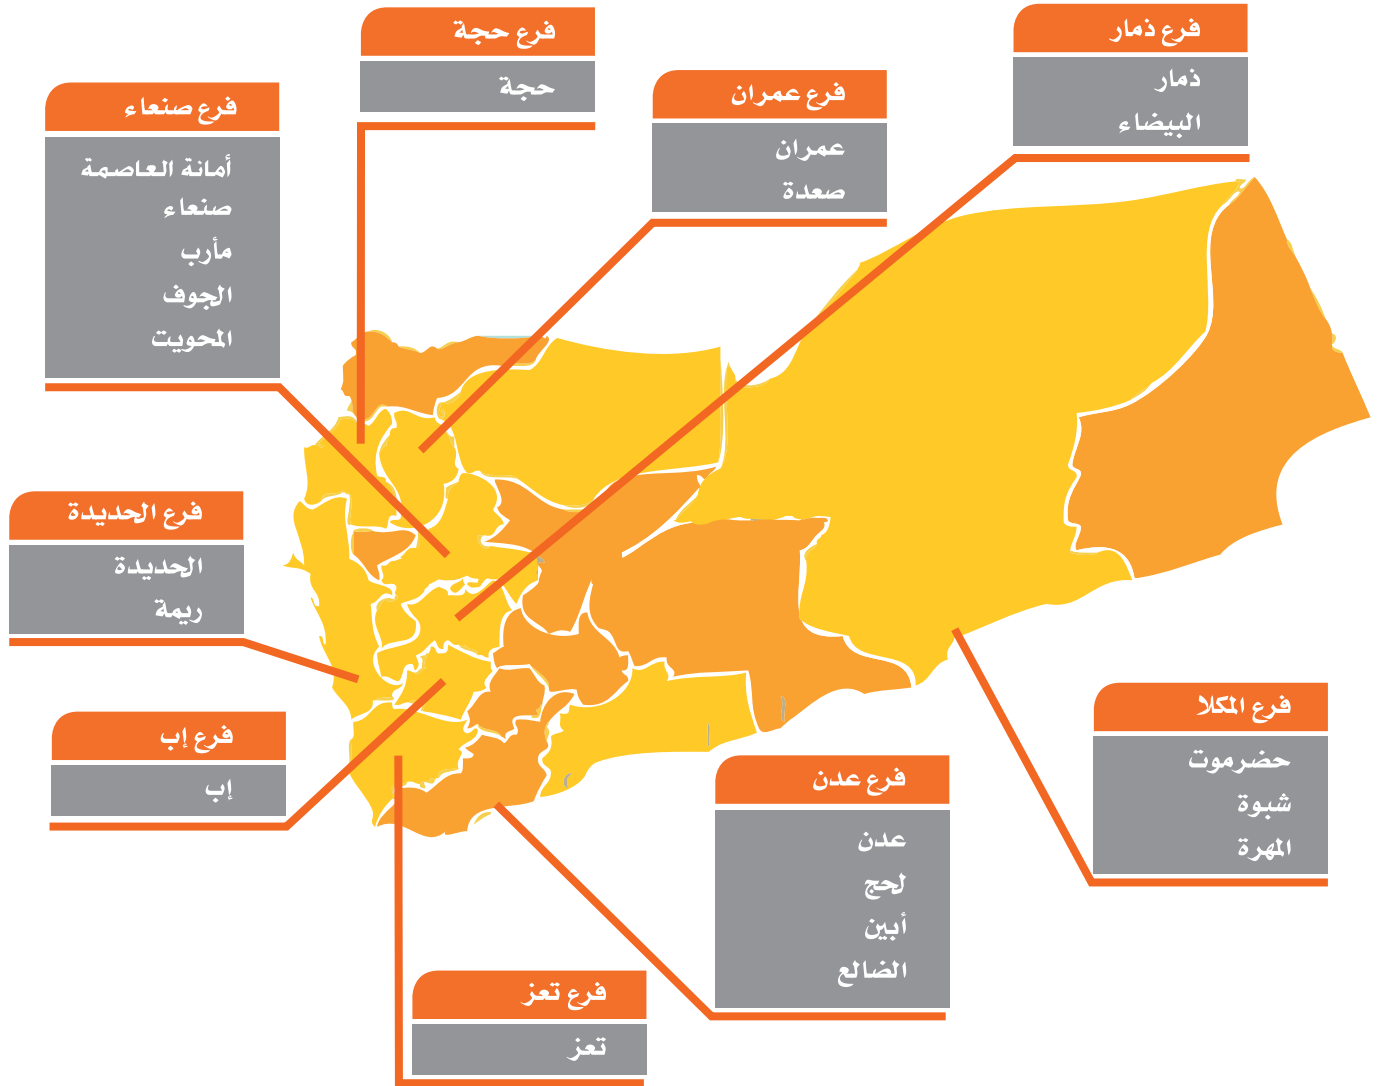 فرع ذمار
ذمار
البيضاء
فرع حجة
حجة
فرع عمران
عمران
صعدة
فرع صنعاء
أمانة العاصمة
صنعاء
مأرب
الجوف
المحويت
فرع الحديدة
الحديدة
ريمة
فرع المكلا
حضرموت
شبوة
المهرة
فرع إب
إب
فرع عدن
عدن
لحج
أبين
الضالع
فرع تعز
تعز